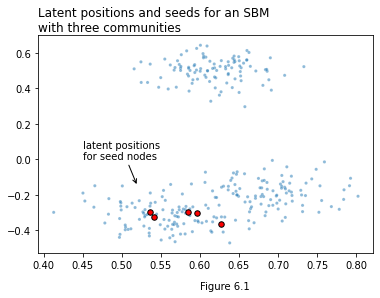 Latent positions and seeds for an SBM
with three communities
0.6
0.4
0.2
0.0
−0.2
−0.4
latent positions
for seed nodes
0.40 0.45 0.50 0.55 0.60 0.65 0.70 0.75 0.80
Figure 6.1